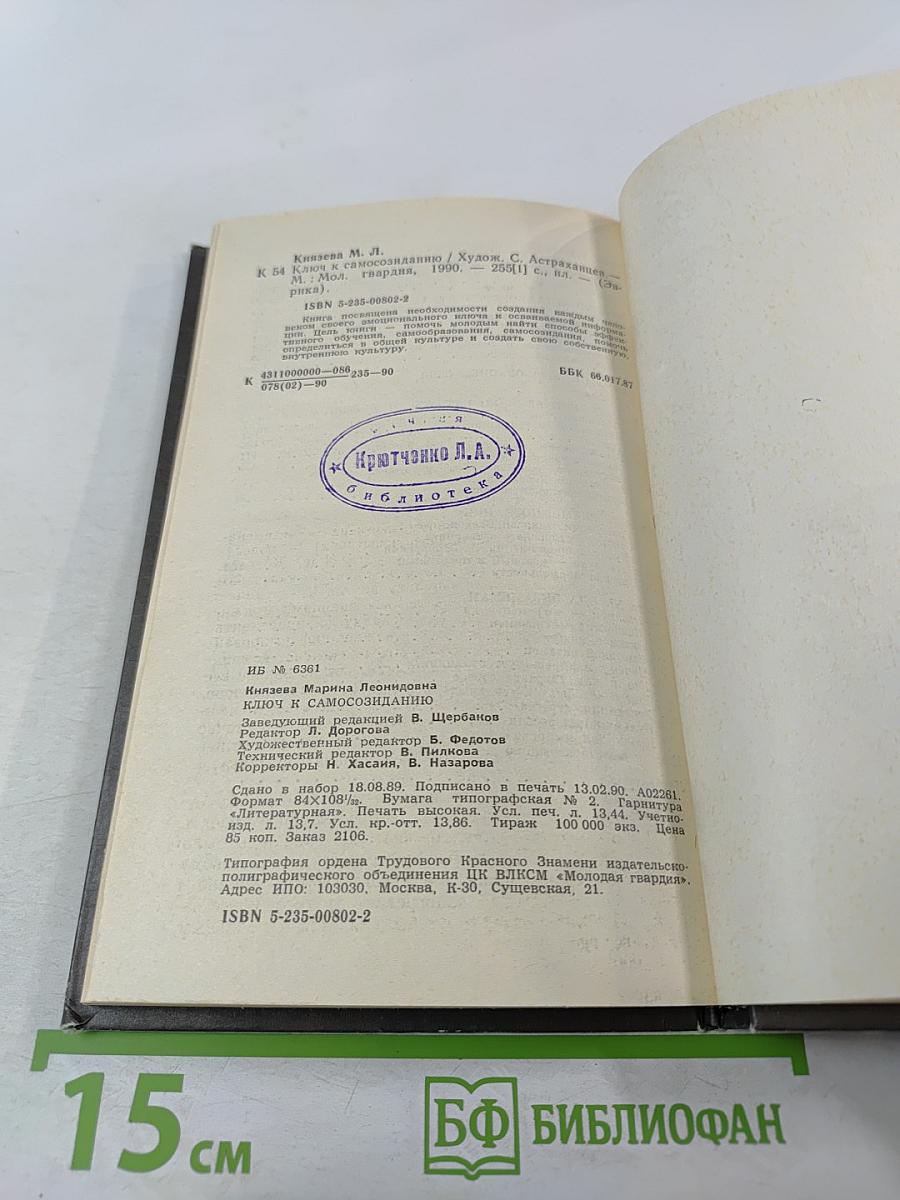 Князева М. Л.
К 54 Ключ к самосозиданию / Худож. С. Астраханцев.—
М. : Мол. гвардия, 1990. — 255[1] с., ил. — (Эв-
рика).
ISBN 5-235-00802-2
Книга посвящена необходимости создания каждым чело-
веком своего эмоционального ключа к осваиваемой информа-
ции. Цель книги — помочь молодым найти способы эффек-
тивного обучения, самообразования, самосозидания, помочь
определиться в общей культуре и создать свою собственную,
внутреннюю культуру.
К 4311000000—086 235—90 ББК 66.017.87
078(02)—90
Крютченко Л.А.
библиотека
ИБ № 6361
Князева Марина Леонидовна
КЛЮЧ К САМОСОЗИДАНИЮ
Заведующий редакцией В. Щербаков
Редактор Л. Дорогова
Художественный редактор Б. Федотов
Технический редактор В. Пилкова
Корректоры Н. Хасаия, В. Назарова
Сдано в набор 18.08.89. Подписано в печать 13.02.90. А02261.
Формат 84×108¹/₃₂. Бумага типографская № 2. Гарнитура
«Литературная». Печать высокая. Усл. печ. л. 13,44. Учетно-
изд. л. 13,7. Усл. кр.-отт. 13,86. Тираж 100 000 экз. Цена
85 коп. Заказ 2106.
Типография ордена Трудового Красного Знамени издательско-
полиграфического объединения ЦК ВЛКСМ «Молодая гвардия».
Адрес ИПО: 103030, Москва, К-30, Сущевская, 21.
ISBN 5-235-00802-2
15 см
БФ БИБЛИОФАН